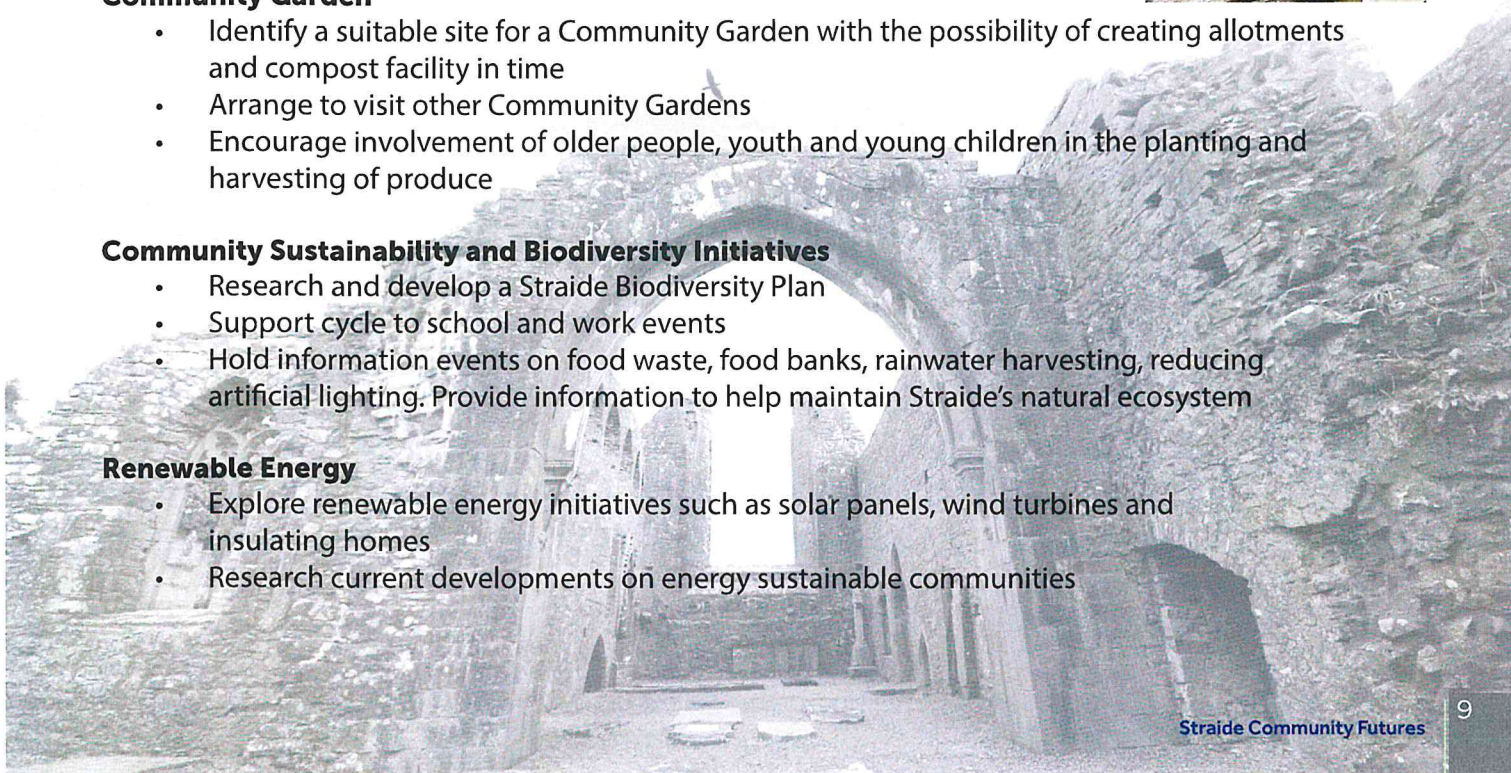 Community Garden
• Identify a suitable site for a Community Garden with the possibility of creating allotments
and compost facility in time
• Arrange to visit other Community Gardens
• Encourage involvement of older people, youth and young children in the planting and
harvesting of produce
Community Sustainability and Biodiversity Initiatives
• Research and develop a Straide Biodiversity Plan
• Support cycle to school and work events
• Hold information events on food waste, food banks, rainwater harvesting, reducing
artificial lighting. Provide information to help maintain Straide's natural ecosystem
Renewable Energy
• Explore renewable energy initiatives such as solar panels, wind turbines and
insulating homes
• Research current developments on energy sustainable communities
Straide Community Futures
9